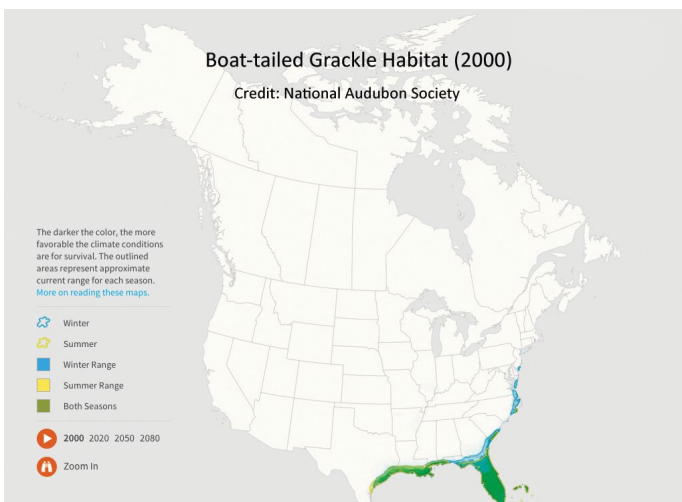 Boat-tailed Grackle Habitat (2000)
Credit: National Audubon Society
The darker the color, the more
favorable the climate conditions
are for survival. The outlined
areas represent approximate
current range for each season.
More on reading these maps.
Winter
Summer
Winter Range
Summer Range
Both Seasons
2000 2020 2050 2080
Zoom In